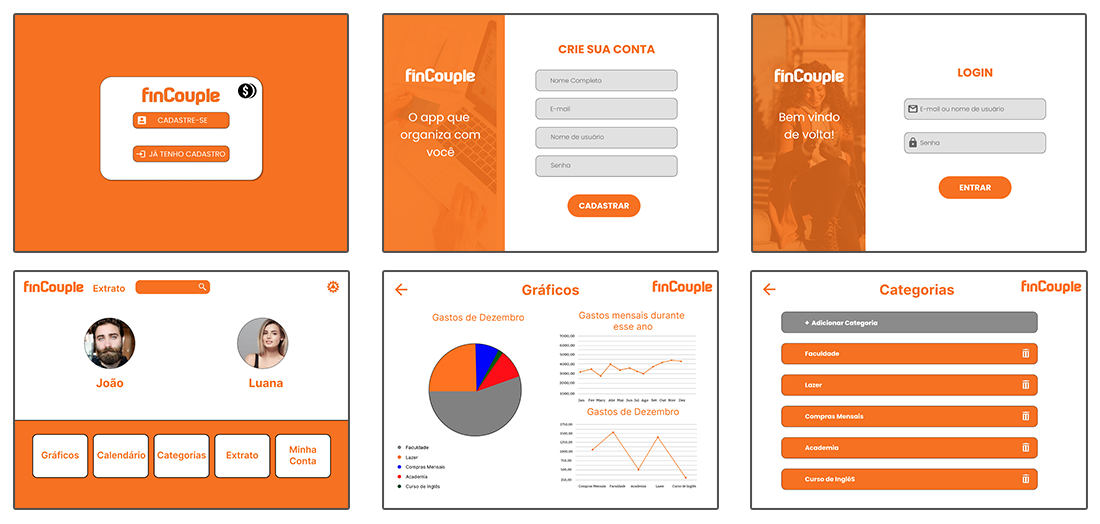 finCouple
CADASTRE-SE
JÁ TENHO CADASTRO
finCouple
O app que
organiza com
você
CRIE SUA CONTA
Nome Completo
E-mail
Nome de usuário
Senha
CADASTRAR
finCouple
Bem vindo
de volta!
LOGIN
E-mail ou nome de usuário
Senha
ENTRAR
finCouple
Extrato
João
Luana
Gráficos
Calendário
Categorias
Extrato
Minha
Conta
Gráficos
finCouple
Gastos de Dezembro
Faculdade
Lazer
Compras Mensais
Academia
Curso de Inglês
Gastos mensais durante
esse ano
8000,00
7000,00
6000,00
5000,00
4000,00
3000,00
2000,00
1000,00
Jan Fev Março Abr Mai Jun Jul Ago Set Out Nov Dez
Gastos de Dezembro
1750,00
1500,00
1250,00
1000,00
750,00
500,00
250,00
Compras Mensais Faculdade Academia Lazer Curso de Inglês
Categorias
finCouple
+ Adicionar Categoria
Faculdade
Lazer
Compras Mensais
Academia
Curso de InglêS